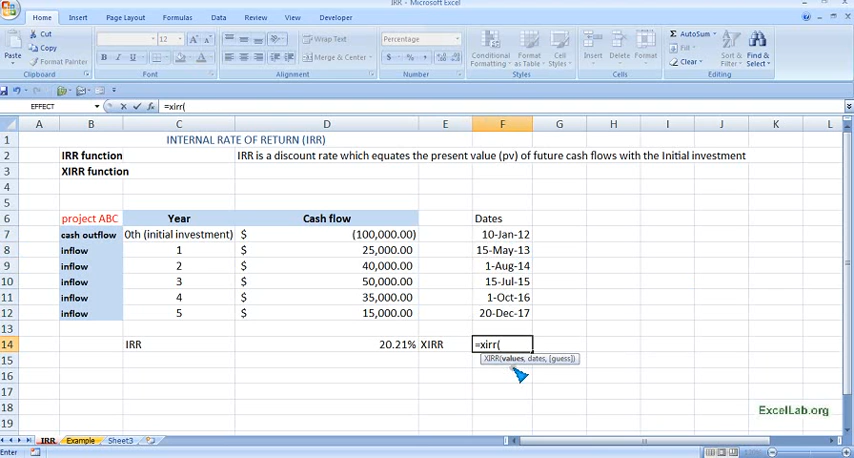 IRR - Microsoft Excel
Home Insert Page Layout Formulas Data Review View Developer
Cut
Copy
Format Painter
Paste
Clipboard
12
Font
Wrap Text
Merge & Center
Alignment
Percentage
Number
Conditional Formatting
Format as Table
Cell Styles
Styles
Insert Delete Format
Cells
AutoSum
Fill
Clear
Sort & Filter
Find & Select
Editing
EFFECT =xirr(
A B C D E F G H I J K L
1 INTERNAL RATE OF RETURN (IRR)
2 IRR function IRR is a discount rate which equates the present value (pv) of future cash flows with the Initial investment
3 XIRR function
4
5
6 project ABC Year Cash flow Dates
7 cash outflow 0th (initial investment) $ (100,000.00) 10-Jan-12
8 inflow 1 $ 25,000.00 15-May-13
9 inflow 2 $ 40,000.00 1-Aug-14
10 inflow 3 $ 50,000.00 15-Jul-15
11 inflow 4 $ 35,000.00 1-Oct-16
12 inflow 5 $ 15,000.00 20-Dec-17
13
14 IRR 20.21% XIRR =xirr(
15 XIRR(values, dates, [guess])
16
17
18 ExcelLab.org
19
IRR Example Sheet3
Enter